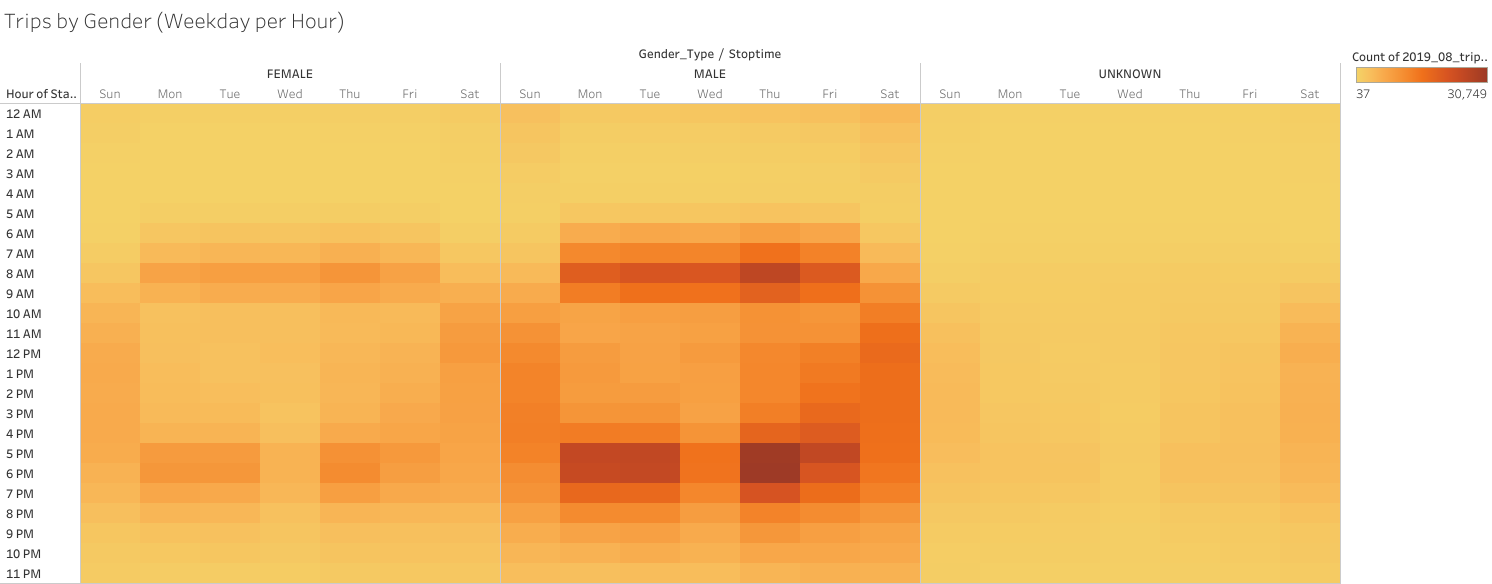 Trips by Gender (Weekday per Hour)
Gender_Type / Stoptime
Count of 2019_08_trip..
37 30,749
FEMALE MALE UNKNOWN
Hour of Sta.. Sun Mon Tue Wed Thu Fri Sat Sun Mon Tue Wed Thu Fri Sat Sun Mon Tue Wed Thu Fri Sat
12 AM
1 AM
2 AM
3 AM
4 AM
5 AM
6 AM
7 AM
8 AM
9 AM
10 AM
11 AM
12 PM
1 PM
2 PM
3 PM
4 PM
5 PM
6 PM
7 PM
8 PM
9 PM
10 PM
11 PM